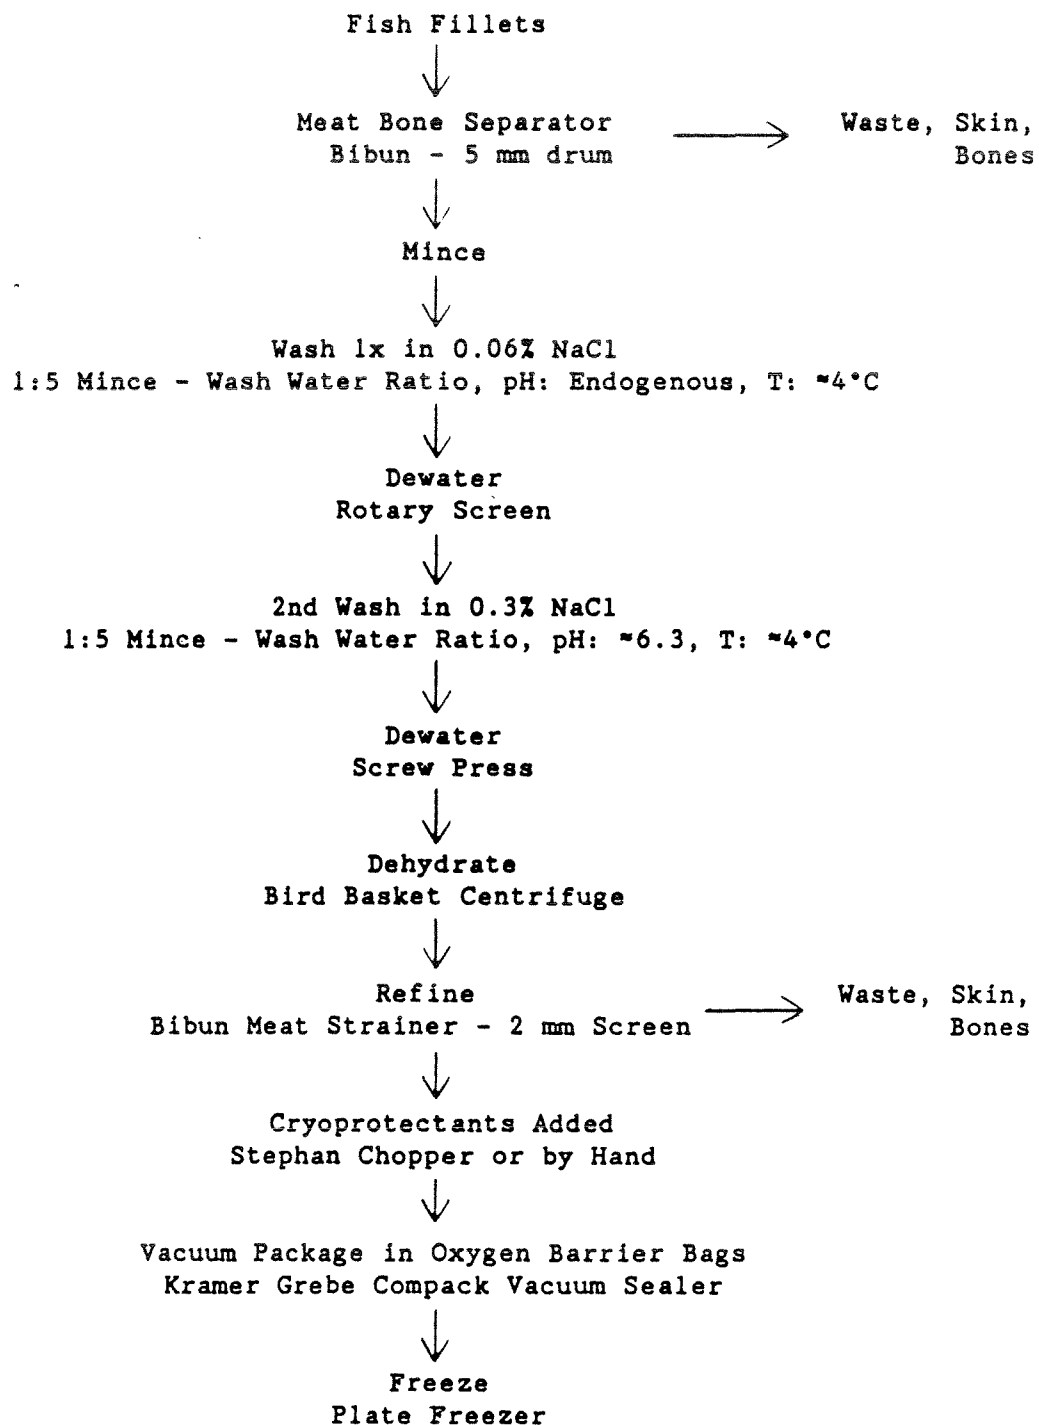 Fish Fillets
Meat Bone Separator
Bibun - 5 mm drum
Waste, Skin,
Bones
Mince
Wash 1x in 0.06% NaCl
1:5 Mince - Wash Water Ratio, pH: Endogenous, T: ≈4°C
Dewater
Rotary Screen
2nd Wash in 0.3% NaCl
1:5 Mince - Wash Water Ratio, pH: ≈6.3, T: ≈4°C
Dewater
Screw Press
Dehydrate
Bird Basket Centrifuge
Refine
Bibun Meat Strainer - 2 mm Screen
Waste, Skin,
Bones
Cryoprotectants Added
Stephan Chopper or by Hand
Vacuum Package in Oxygen Barrier Bags
Kramer Grebe Compack Vacuum Sealer
Freeze
Plate Freezer